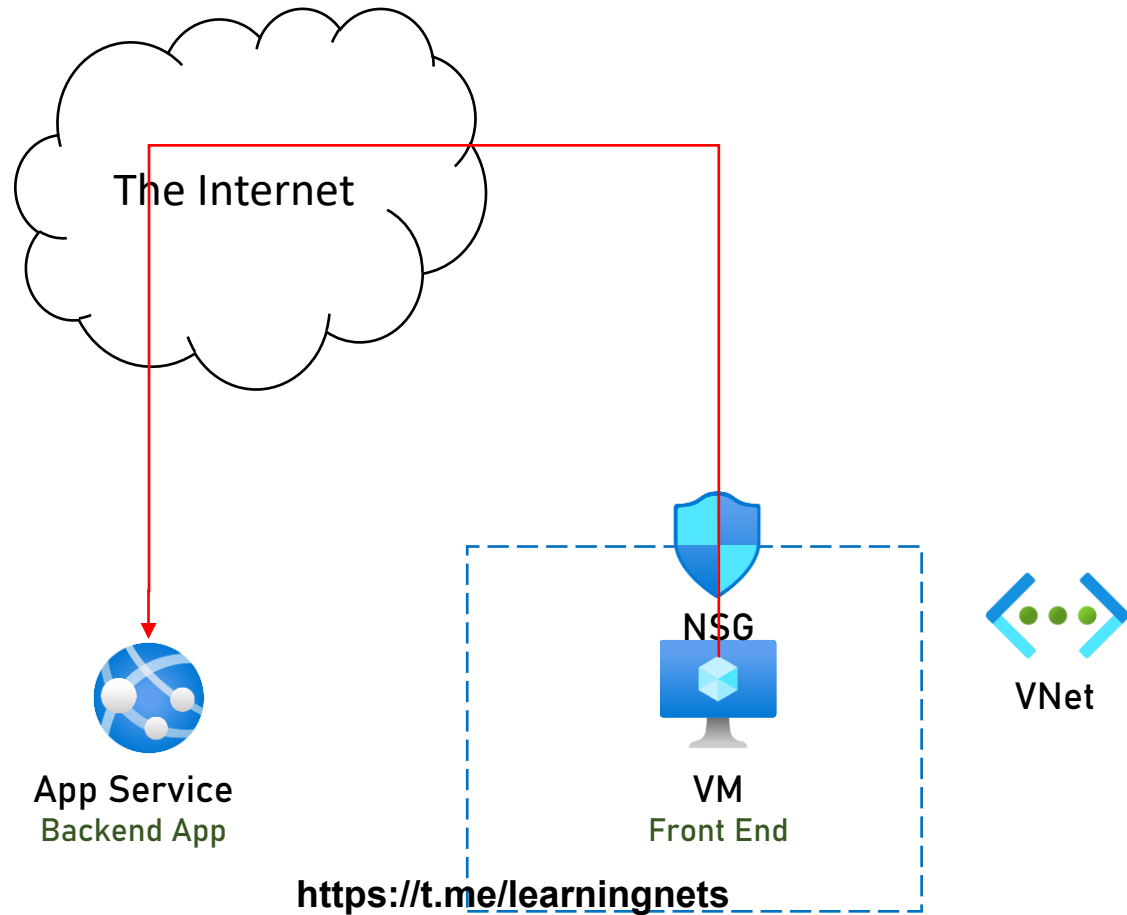 The Internet
NSG
VNet
App Service
Backend App
VM
Front End
https://t.me/learningnets